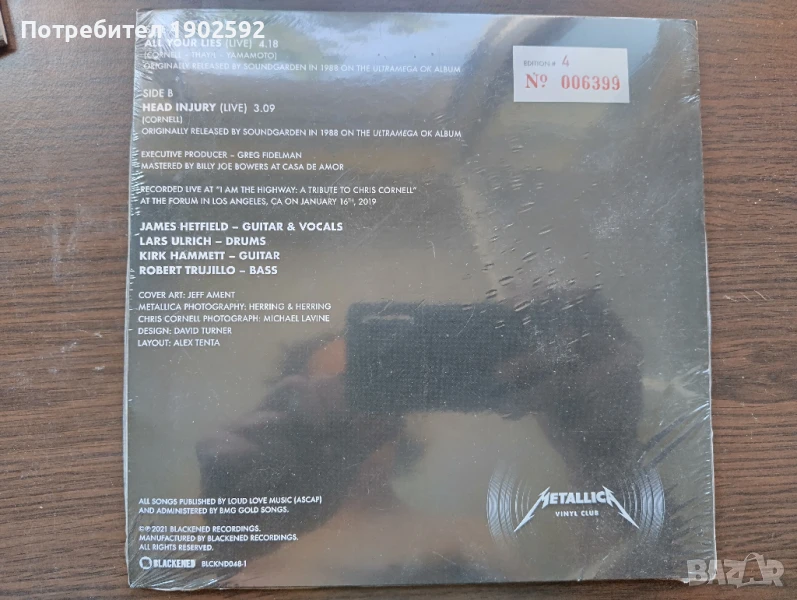 Потребител 1902592
ALL YOUR LIES (LIVE) 4.18
(CORNELL – THAYIL – YAMAMOTO)
ORIGINALLY RELEASED BY SOUNDGARDEN IN 1988 ON THE ULTRAMEGA OK ALBUM
EDITION # 4
Nº 006399
SIDE B
HEAD INJURY (LIVE) 3.09
(CORNELL)
ORIGINALLY RELEASED BY SOUNDGARDEN IN 1988 ON THE ULTRAMEGA OK ALBUM
EXECUTIVE PRODUCER – GREG FIDELMAN
MASTERED BY BILLY JOE BOWERS AT CASA DE AMOR
RECORDED LIVE AT "I AM THE HIGHWAY: A TRIBUTE TO CHRIS CORNELL"
AT THE FORUM IN LOS ANGELES, CA ON JANUARY 16TH, 2019
JAMES HETFIELD – GUITAR & VOCALS
LARS ULRICH – DRUMS
KIRK HAMMETT – GUITAR
ROBERT TRUJILLO – BASS
COVER ART: JEFF AMENT
METALLICA PHOTOGRAPHY: HERRING & HERRING
CHRIS CORNELL PHOTOGRAPH: MICHAEL LAVINE
DESIGN: DAVID TURNER
LAYOUT: ALEX TENTA
ALL SONGS PUBLISHED BY LOUD LOVE MUSIC (ASCAP)
AND ADMINISTERED BY BMG GOLD SONGS.
©℗ 2021 BLACKENED RECORDINGS.
MANUFACTURED BY BLACKENED RECORDINGS.
ALL RIGHTS RESERVED.
BLACKENED BLCKND048-1
METALLICA
VINYL CLUB
BAZAR